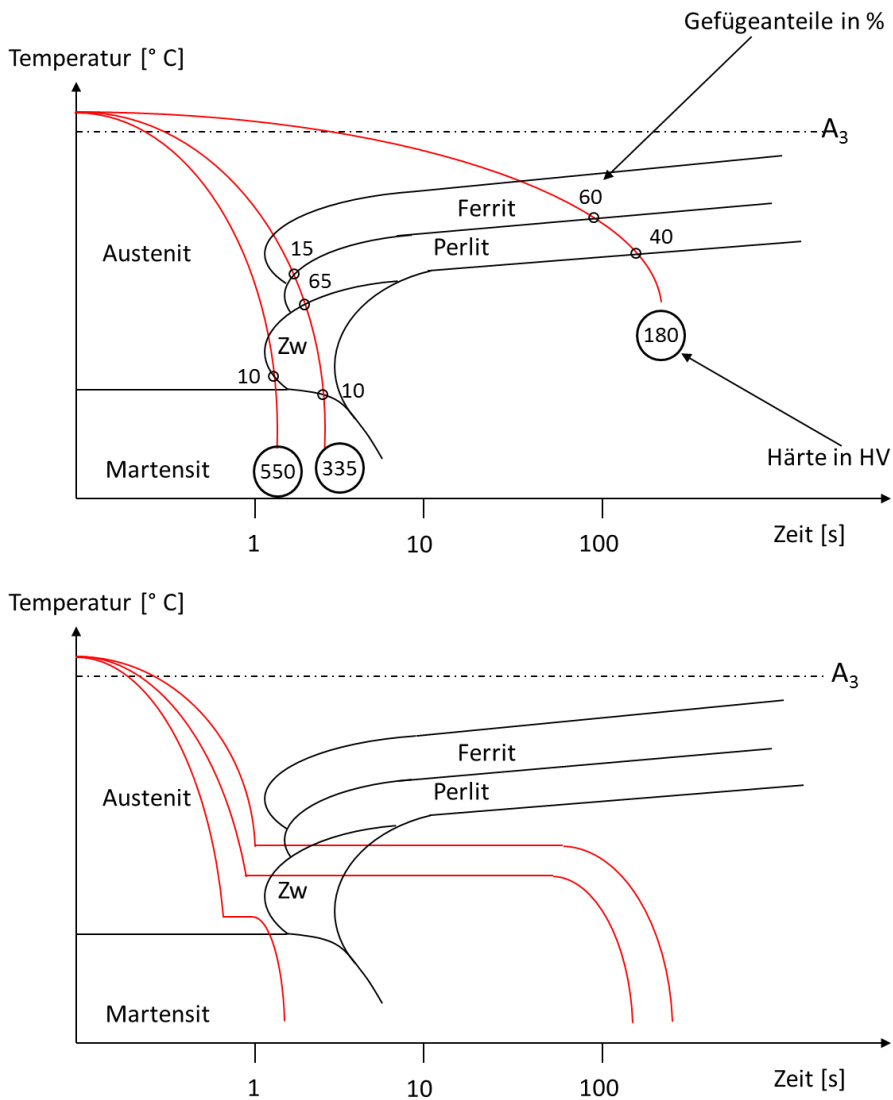 Gefügeanteile in %
Temperatur [° C]
A3
60
Ferrit
Perlit
40
Austenit
15
65
Zw
180
10
10
Martensit
550
335
Härte in HV
1
10
100
Zeit [s]
Temperatur [° C]
A3
Ferrit
Perlit
Austenit
Zw
Martensit
1
10
100
Zeit [s]